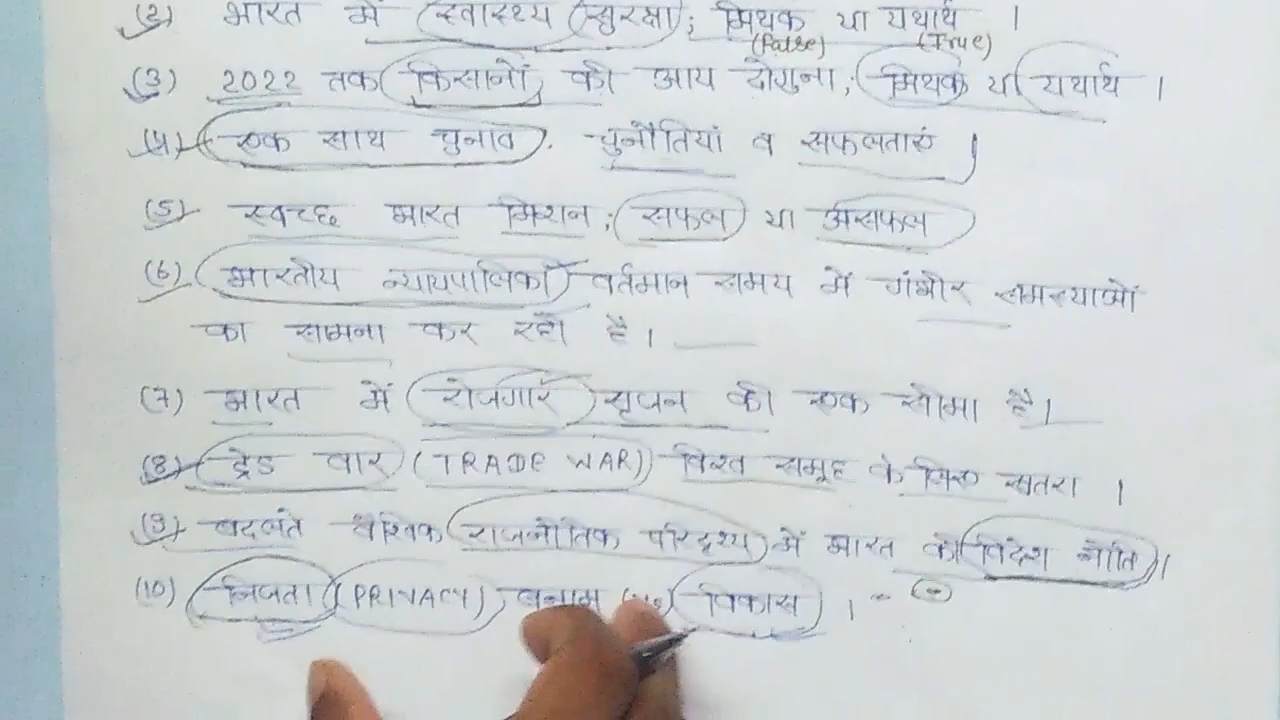 (2) भारत में स्वास्थ्य सुरक्षा; मिथक या यथार्थ ।
(False) (True)
(3) 2022 तक किसानों की आय दोगुना; मिथक या यथार्थ ।
(4) एक साथ चुनाव. चुनौतियां व सफलताएं
(5) स्वच्छ भारत मिशन; सफल या असफल
(6) भारतीय न्यायपालिका वर्तमान समय में गंभीर समस्याओं
का सामना कर रही है।
(7) भारत में रोजगार सृजन की एक सीमा है।
(8) ट्रेड वार (TRADE WAR) विश्व समूह के लिए खतरा ।
(9) बदलते वैश्विक राजनीतिक परिदृश्य में भारत की विदेश नीति।
(10) निजता (PRIVACY) बनाम विकास ।